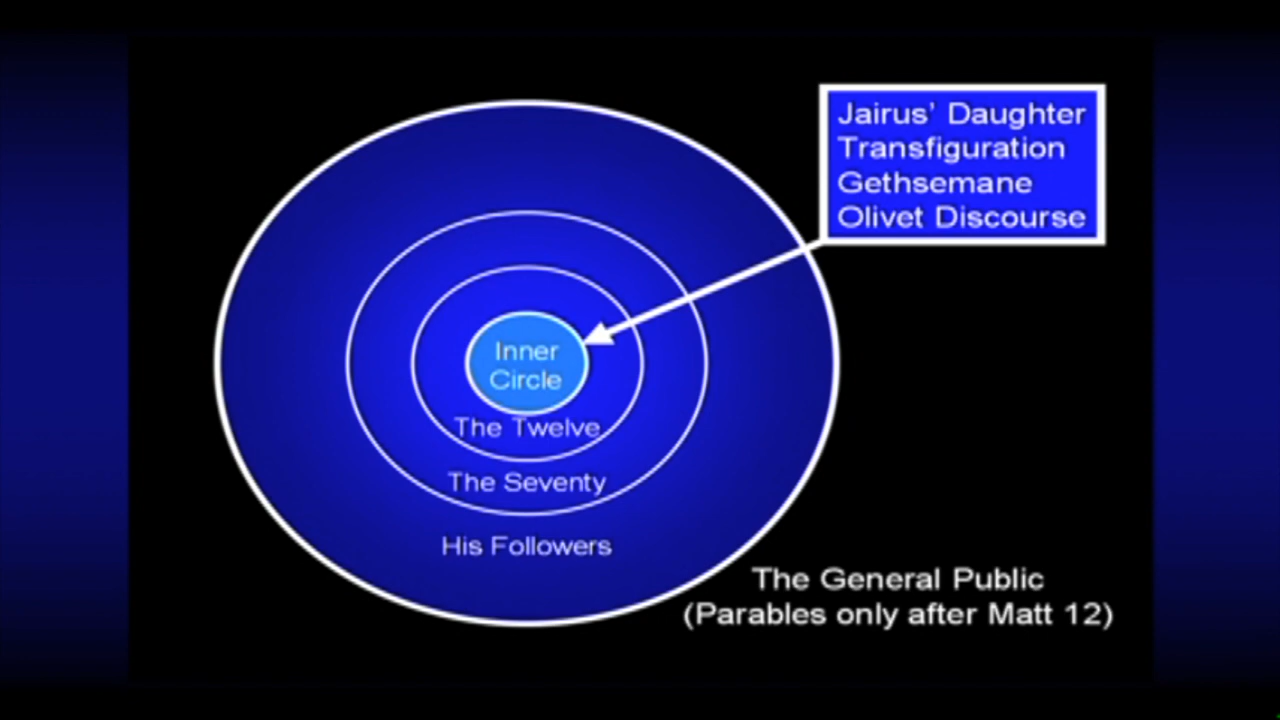 Jairus' Daughter
Transfiguration
Gethsemane
Olivet Discourse
Inner
Circle
The Twelve
The Seventy
His Followers
The General Public
(Parables only after Matt 12)